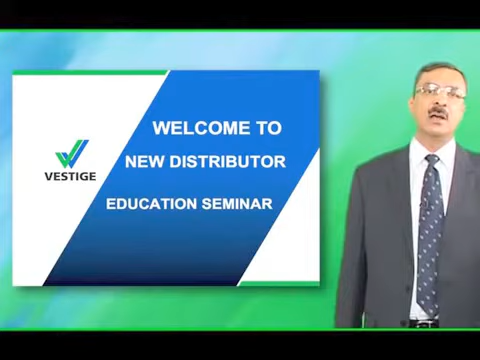 WELCOME TO
NEW DISTRIBUTOR
EDUCATION SEMINAR
VESTIGE